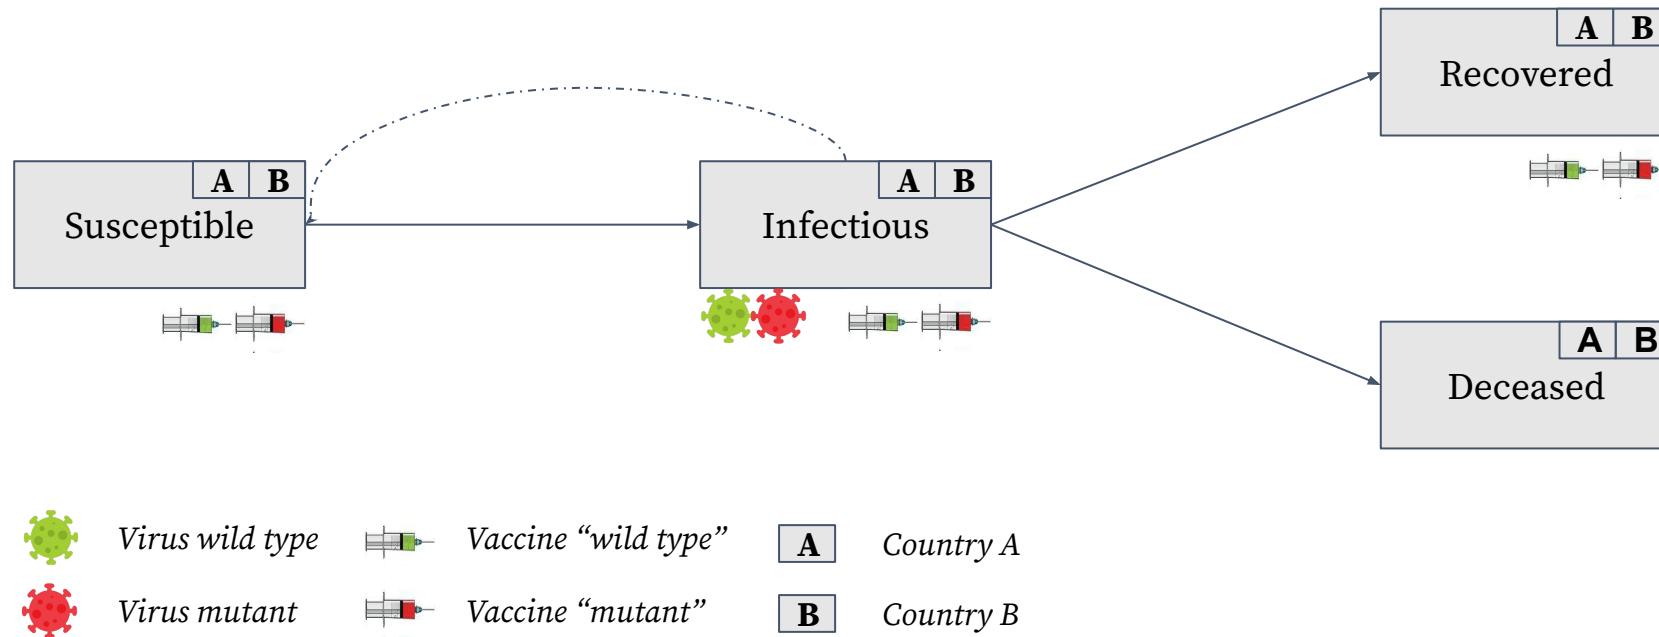 A B
Recovered
A B
Susceptible
A B
Infectious
A B
Deceased
Virus wild type
Vaccine “wild type”
A
Country A
Virus mutant
Vaccine “mutant”
B
Country B